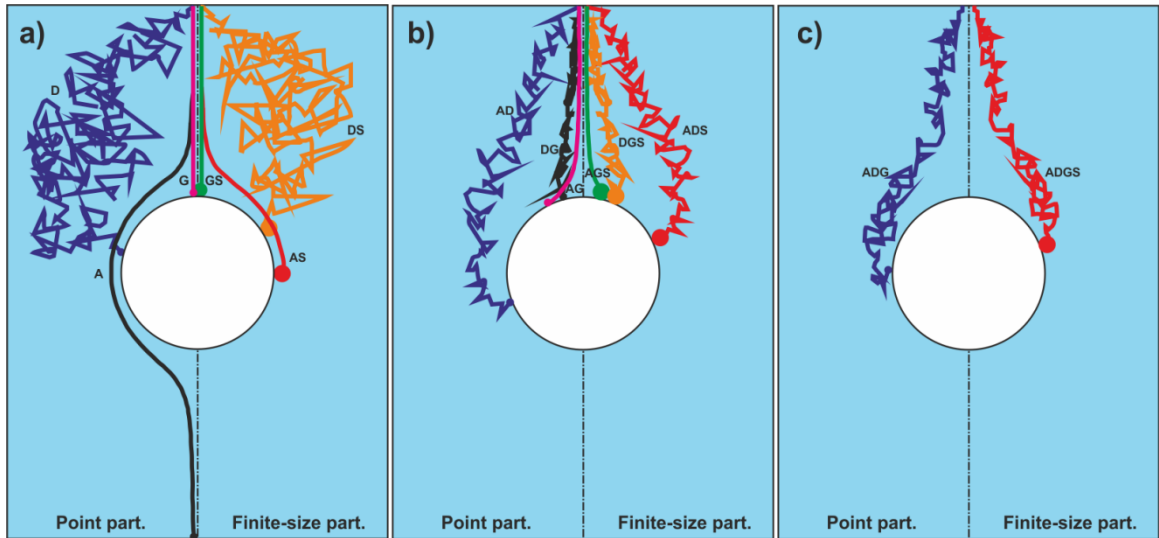 a)
D
DS
G
GS
A
AS
Point part.
Finite-size part.
b)
AD
ADS
DG
DGS
AG
AGS
Point part.
Finite-size part.
c)
ADG
ADGS
Point part.
Finite-size part.